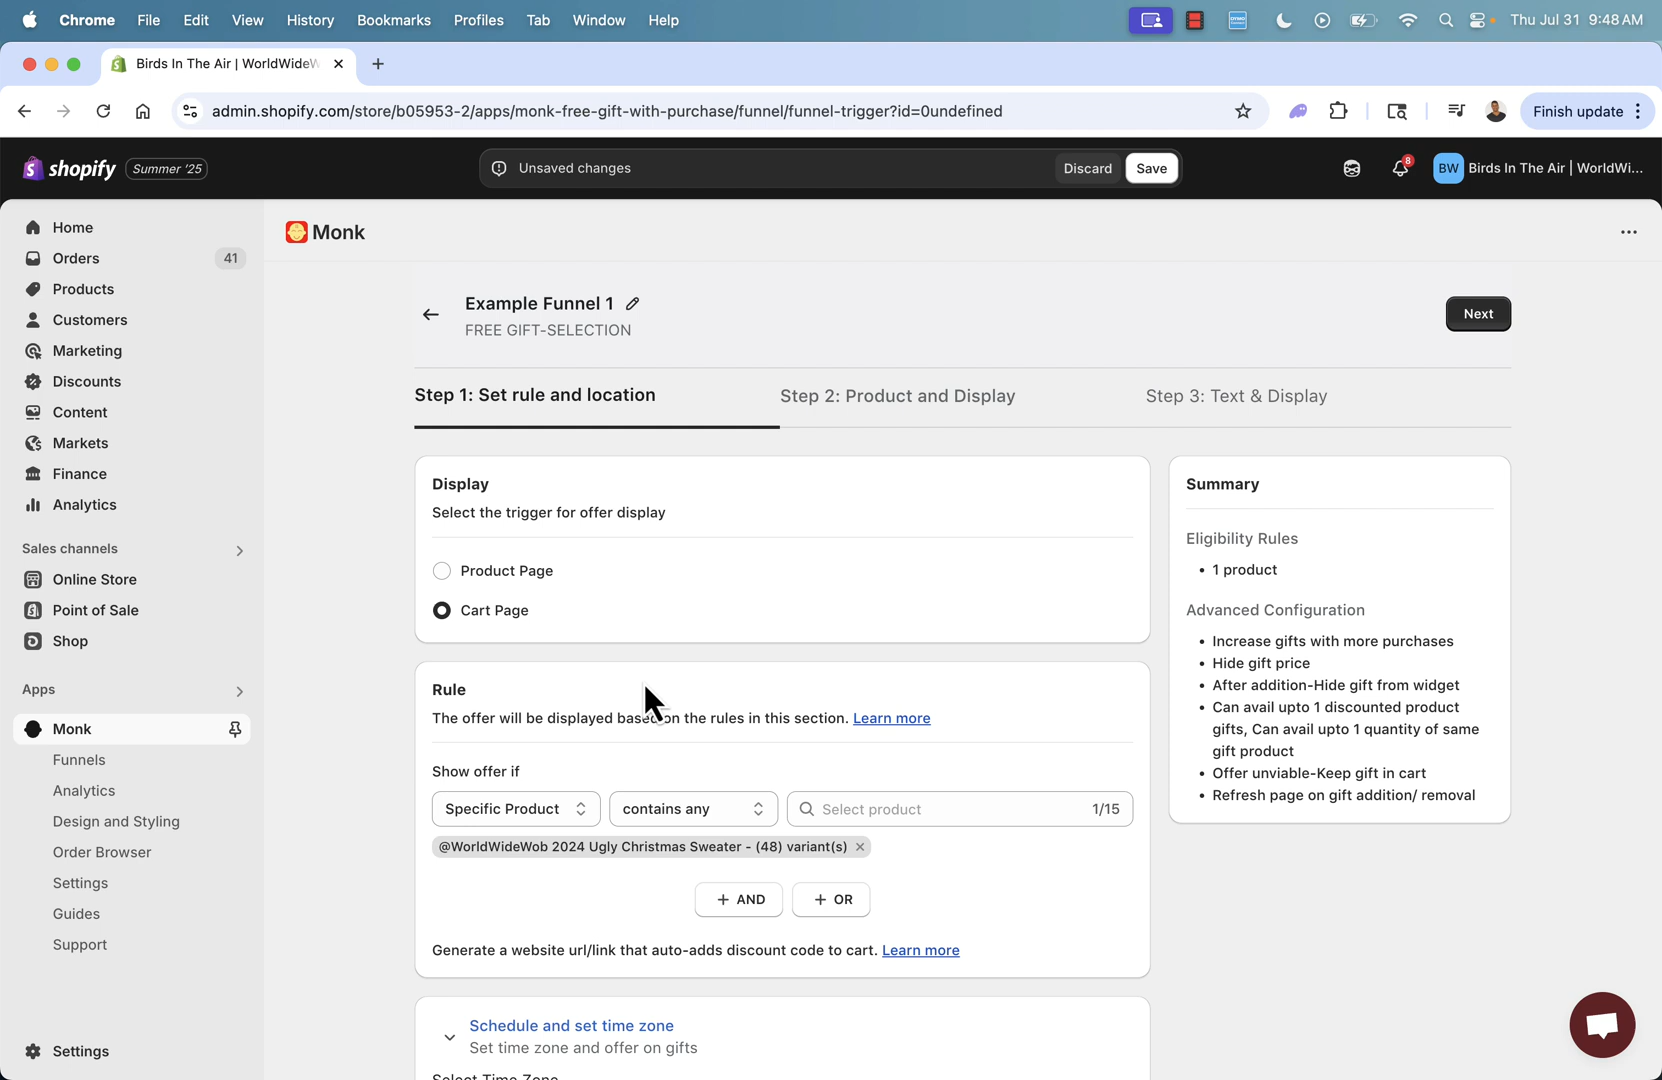 Chrome File Edit View History Bookmarks Profiles Tab Window Help
Thu Jul 31 9:48 AM
Birds In The Air | WorldWideW
admin.shopify.com/store/b05953-2/apps/monk-free-gift-with-purchase/funnel/funnel-trigger?id=0undefined
Finish update
shopify Summer '25
Unsaved changes
Discard
Save
8
BW Birds In The Air | WorldWi...
Home
Orders 41
Products
Customers
Marketing
Discounts
Content
Markets
Finance
Analytics
Sales channels
Online Store
Point of Sale
Shop
Apps
Monk
Funnels
Analytics
Design and Styling
Order Browser
Settings
Guides
Support
Settings
Monk
Example Funnel 1
FREE GIFT-SELECTION
Next
Step 1: Set rule and location
Step 2: Product and Display
Step 3: Text & Display
Display
Select the trigger for offer display
Product Page
Cart Page
Rule
The offer will be displayed based on the rules in this section. Learn more
Show offer if
Specific Product
contains any
Select product 1/15
@WorldWideWob 2024 Ugly Christmas Sweater - (48) variant(s)
+ AND
+ OR
Generate a website url/link that auto-adds discount code to cart. Learn more
Schedule and set time zone
Set time zone and offer on gifts
Select Time Zone
Summary
Eligibility Rules
• 1 product
Advanced Configuration
• Increase gifts with more purchases
• Hide gift price
• After addition-Hide gift from widget
• Can avail upto 1 discounted product
gifts, Can avail upto 1 quantity of same
gift product
• Offer unviable-Keep gift in cart
• Refresh page on gift addition/ removal